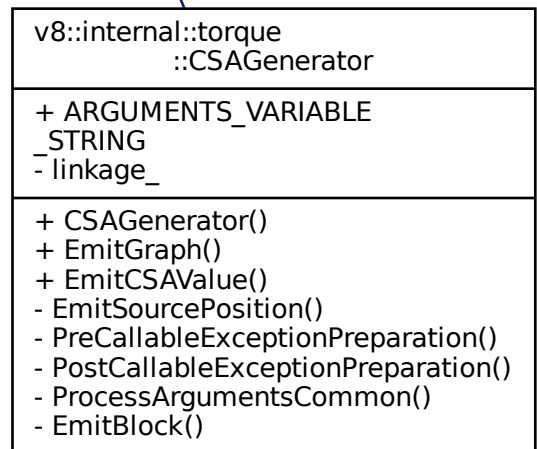 v8::internal::torque
::CSAGenerator
+ ARGUMENTS_VARIABLE
_STRING
- linkage_
+ CSAGenerator()
+ EmitGraph()
+ EmitCSAValue()
- EmitSourcePosition()
- PreCallableExceptionPreparation()
- PostCallableExceptionPreparation()
- ProcessArgumentsCommon()
- EmitBlock()